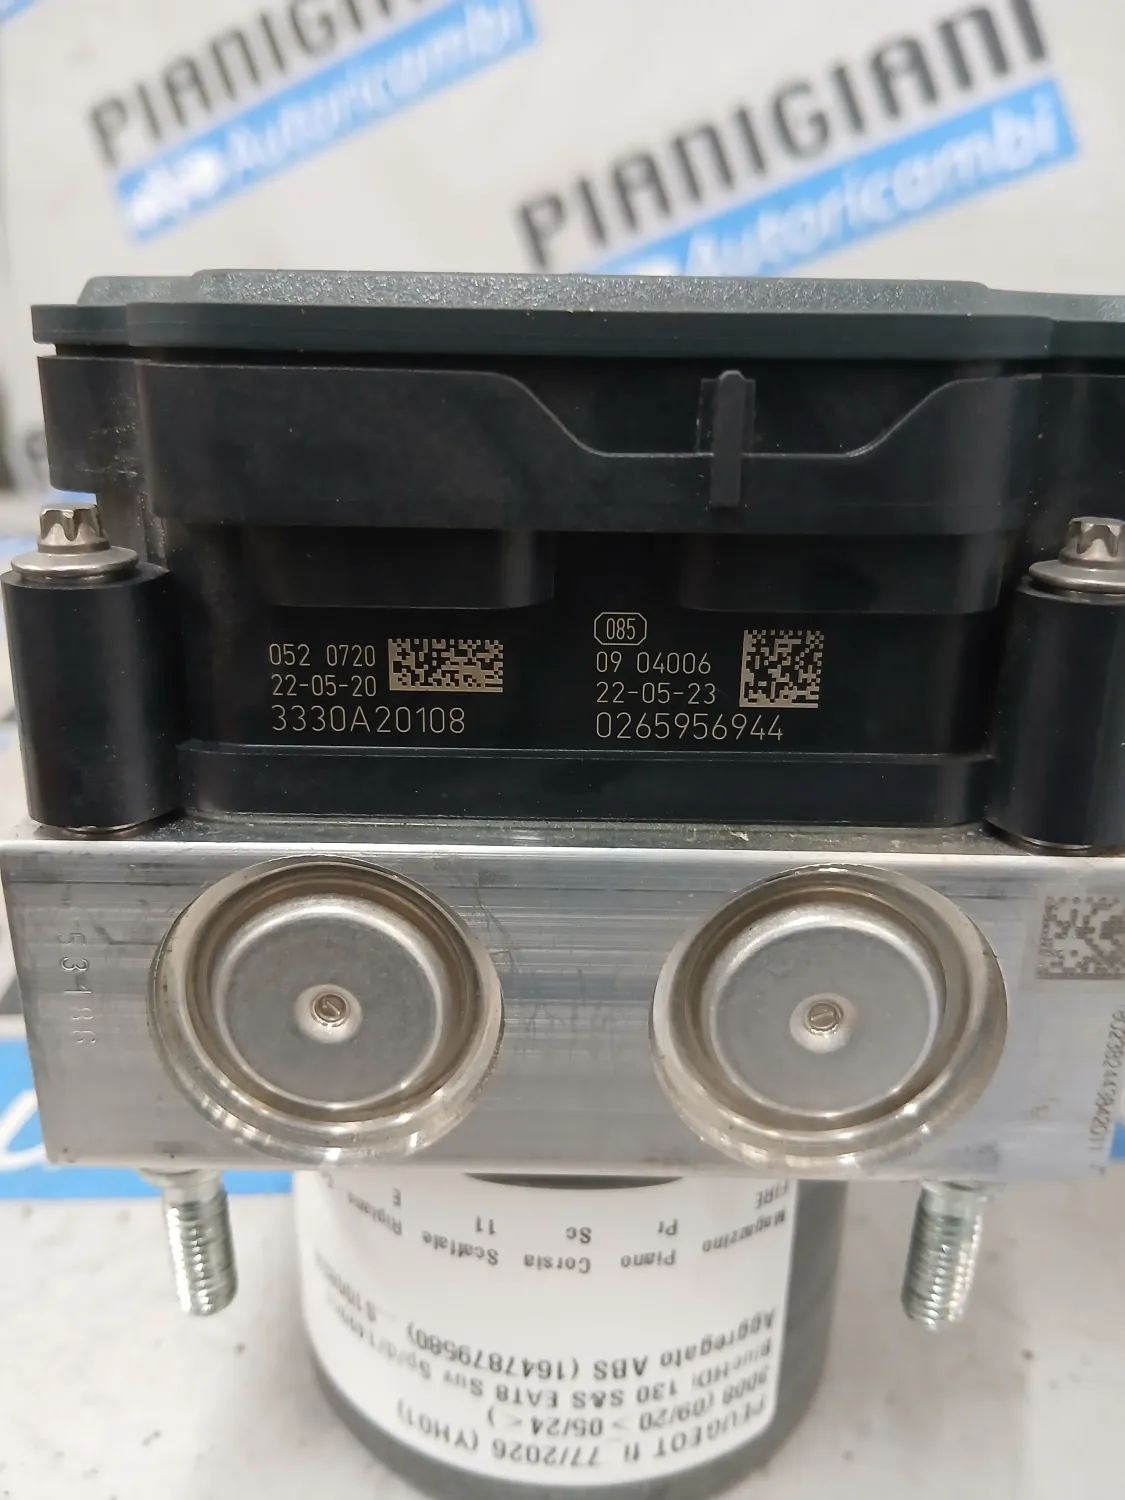 PIANIGIANI
Autoricambi
PIANIGIANI
Autoricambi
052 0720
22-05-20
3330A20108
085
09 04006
22-05-23
0265956944
PEUGEOT 77/2026 (YH01)
3008 (09/20 > 05/24 < )
BlueHDi 130 S&S EAT8 Suv
Aggregato ABS (1647879580)
Magazzino Piano Corsia Scaffale Ripiano
FIRE Pr Sc 11 E